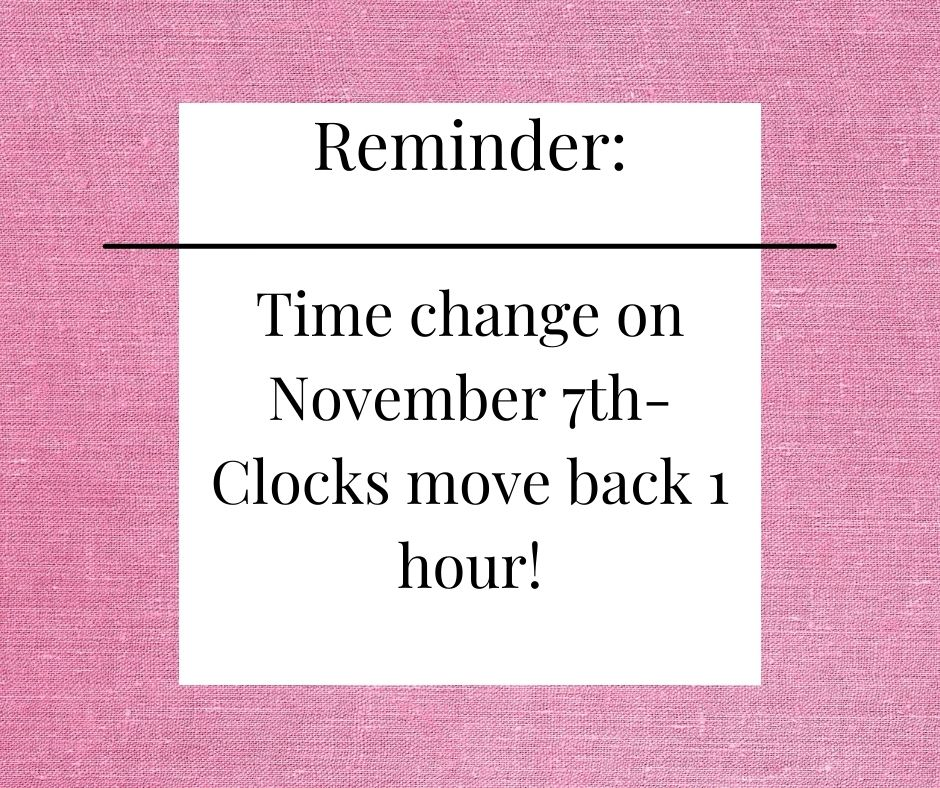 Reminder:
Time change on
November 7th-
Clocks move back 1
hour!